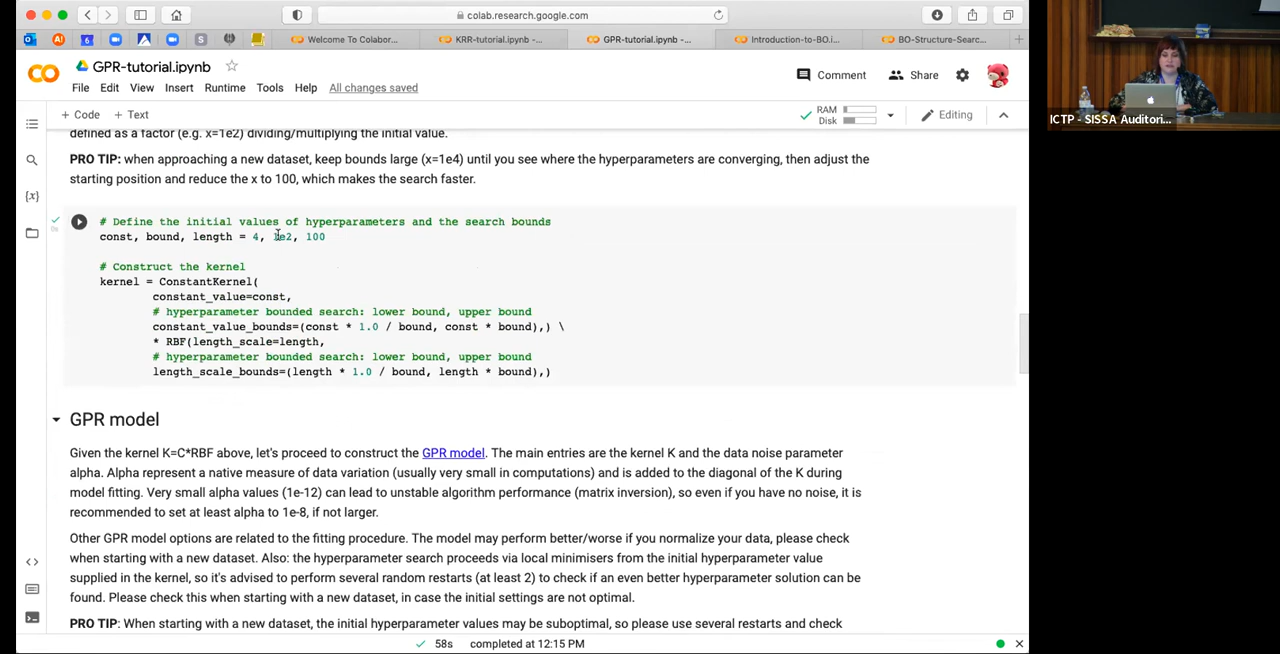 colab.research.google.com
Welcome To Colabor...
KRR-tutorial.ipynb -...
GPR-tutorial.ipynb -...
Introduction-to-BO.i...
BO-Structure-Searc...
GPR-tutorial.ipynb
File Edit View Insert Runtime Tools Help All changes saved
Comment Share
+ Code + Text
RAM
Disk
Editing
defined as a factor (e.g. x=1e2) dividing/multiplying the initial value.
PRO TIP: when approaching a new dataset, keep bounds large (x=1e4) until you see where the hyperparameters are converging, then adjust the
starting position and reduce the x to 100, which makes the search faster.
# Define the initial values of hyperparameters and the search bounds
const, bound, length = 4, 1e2, 100
# Construct the kernel
kernel = ConstantKernel(
constant_value=const,
# hyperparameter bounded search: lower bound, upper bound
constant_value_bounds=(const * 1.0 / bound, const * bound),) \
* RBF(length_scale=length,
# hyperparameter bounded search: lower bound, upper bound
length_scale_bounds=(length * 1.0 / bound, length * bound),)
GPR model
Given the kernel K=C*RBF above, let's proceed to construct the GPR model. The main entries are the kernel K and the data noise parameter
alpha. Alpha represent a native measure of data variation (usually very small in computations) and is added to the diagonal of the K during
model fitting. Very small alpha values (1e-12) can lead to unstable algorithm performance (matrix inversion), so even if you have no noise, it is
recommended to set at least alpha to 1e-8, if not larger.
Other GPR model options are related to the fitting procedure. The model may perform better/worse if you normalize your data, please check
when starting with a new dataset. Also: the hyperparameter search proceeds via local minimisers from the initial hyperparameter value
supplied in the kernel, so it's advised to perform several random restarts (at least 2) to check if an even better hyperparameter solution can be
found. Please check this when starting with a new dataset, in case the initial settings are not optimal.
PRO TIP: When starting with a new dataset, the initial hyperparameter values may be suboptimal, so please use several restarts and check
58s completed at 12:15 PM
ICTP - SISSA Auditori...